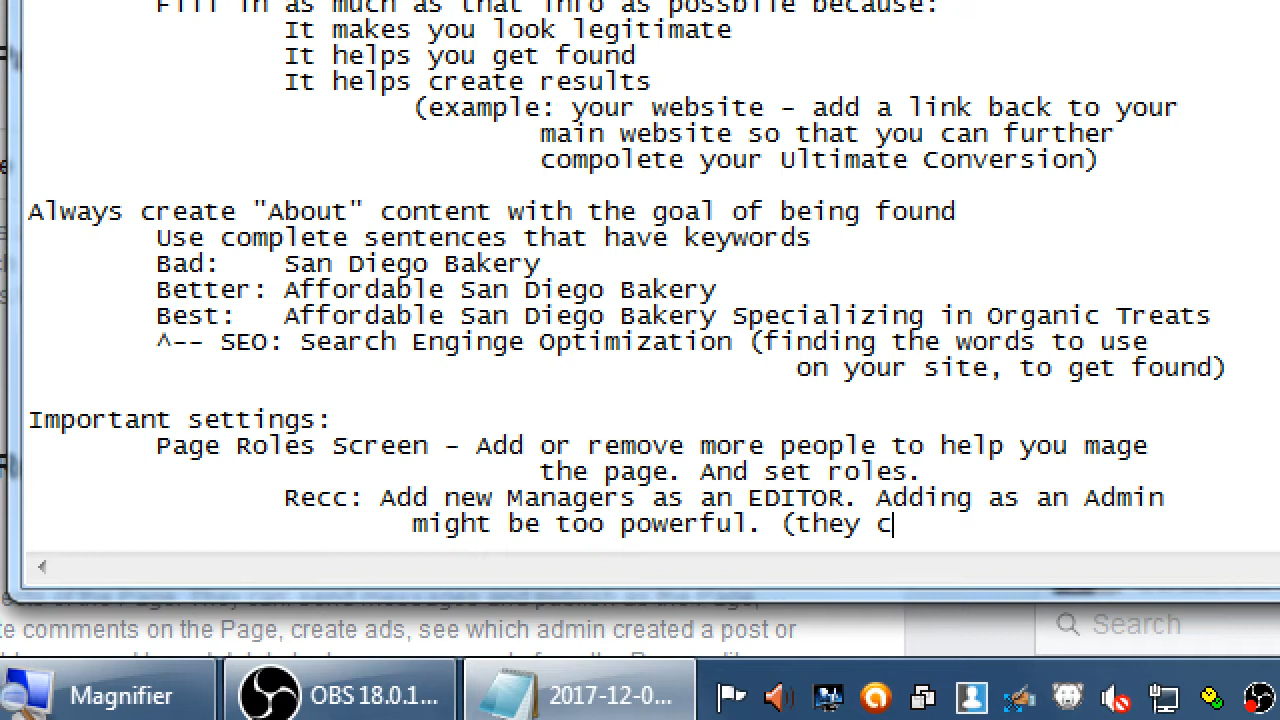 Fill in as much as that info as possbile because:
It makes you look legitimate
It helps you get found
It helps create results
(example: your website - add a link back to your
main website so that you can further
compolete your Ultimate Conversion)
Always create "About" content with the goal of being found
Use complete sentences that have keywords
Bad: San Diego Bakery
Better: Affordable San Diego Bakery
Best: Affordable San Diego Bakery Specializing in Organic Treats
^-- SEO: Search Enginge Optimization (finding the words to use
on your site, to get found)
Important settings:
Page Roles Screen - Add or remove more people to help you mage
the page. And set roles.
Recc: Add new Managers as an EDITOR. Adding as an Admin
might be too powerful. (they c
te comments on the Page, create ads, see which admin created a post or
Search
Magnifier
OBS 18.0.1...
2017-12-0...